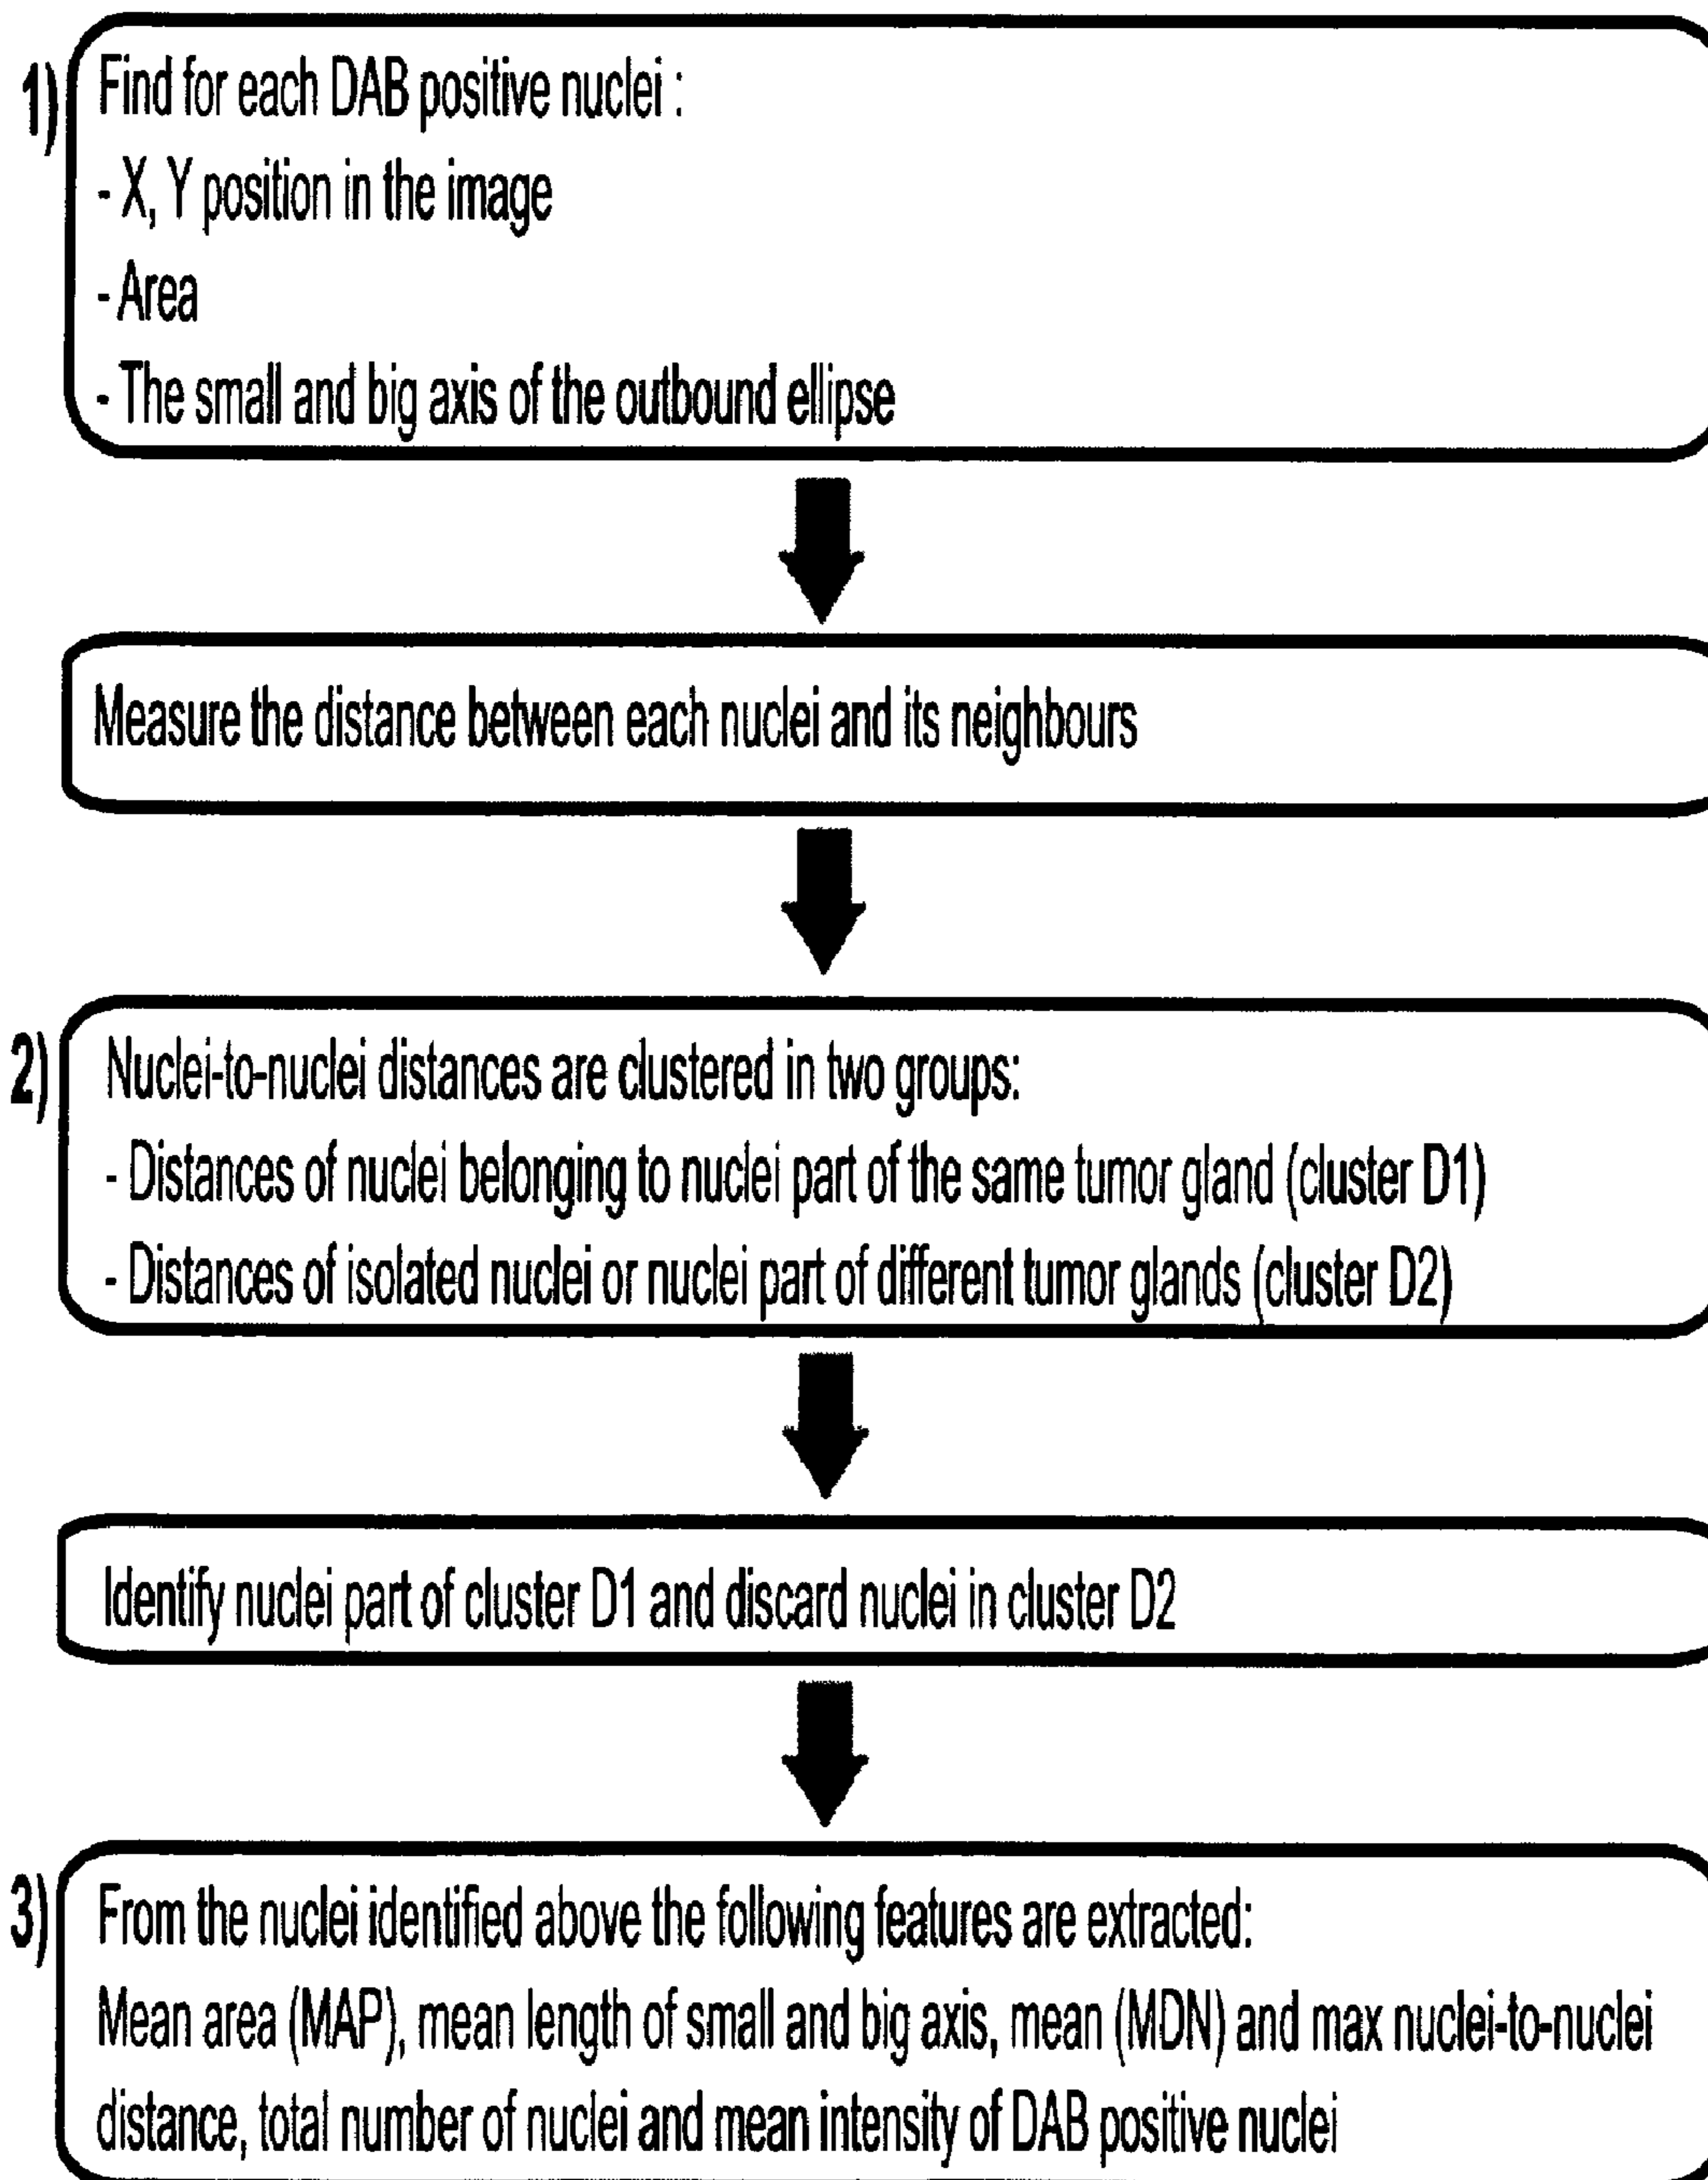 1)
Find for each DAB positive nuclei :
- X, Y position in the image
- Area
- The small and big axis of the outbound ellipse
Measure the distance between each nuclei and its neighbours
2)
Nuclei-to-nuclei distances are clustered in two groups:
- Distances of nuclei belonging to nuclei part of the same tumor gland (cluster D1)
- Distances of isolated nuclei or nuclei part of different tumor glands (cluster D2)
Identify nuclei part of cluster D1 and discard nuclei in cluster D2
3)
From the nuclei identified above the following features are extracted:
Mean area (MAP), mean length of small and big axis, mean (MDN) and max nuclei-to-nuclei
distance, total number of nuclei and mean intensity of DAB positive nuclei